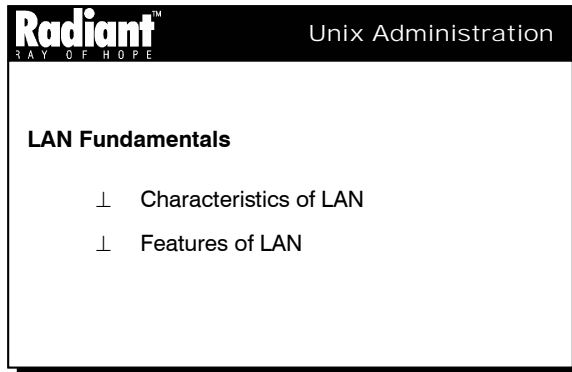 Radiant™
RAY OF HOPE
Unix Administration
LAN Fundamentals
⊥ Characteristics of LAN
⊥ Features of LAN